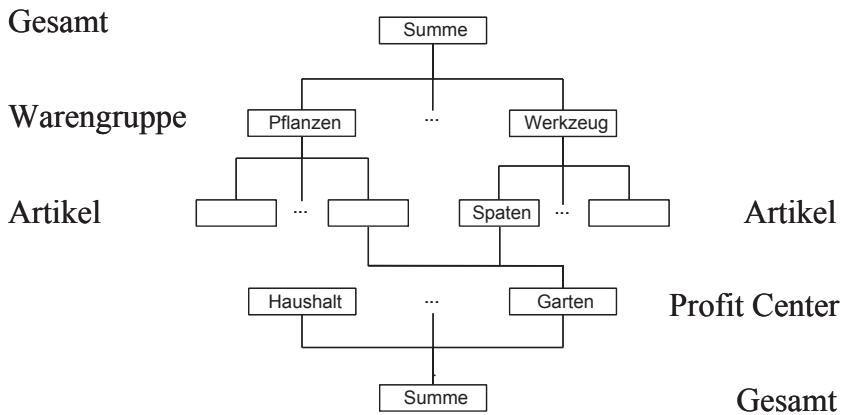 Gesamt Summe
Warengruppe Pflanzen ... Werkzeug
Artikel ... Spaten ... Artikel
Haushalt ... Garten Profit Center
Summe Gesamt